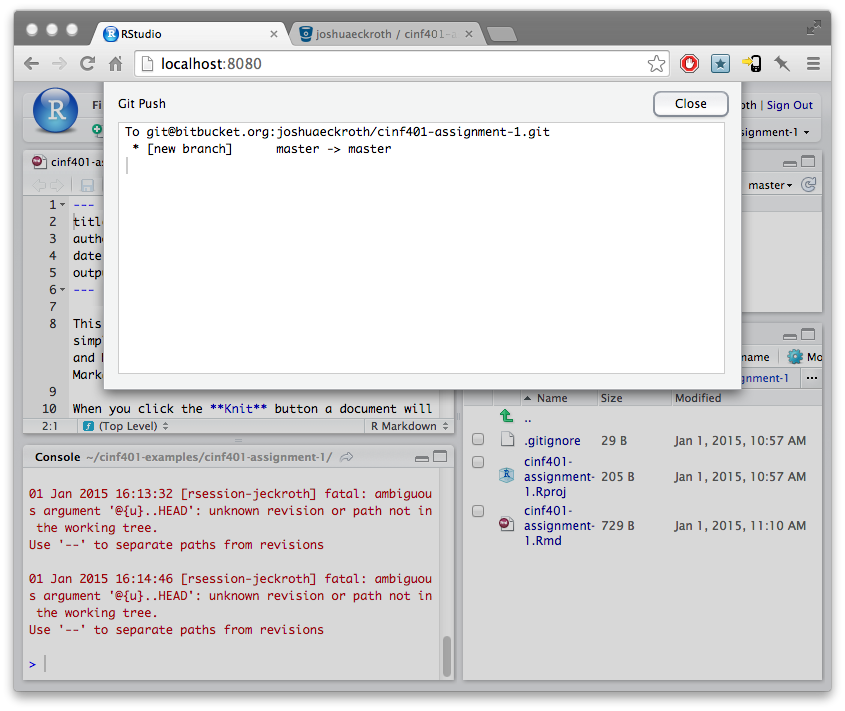 RStudio
joshuaeckroth / cinf401-a
localhost:8080
Git Push
Close
To git@bitbucket.org:joshuaeckroth/cinf401-assignment-1.git
* [new branch]      master -> master
R
Fi
oth | Sign Out
signment-1
cinf401-a
master
1 ---
2 title
3 auth
4 date
5 outpu
6 ---
7
8 This
simpl
and
Mark
9
10 When you click the **Knit** button a document will
2:1
(Top Level)
R Markdown
name
Mo
gnment-1
...
Name
Size
Modified
..
.gitignore 29 B Jan 1, 2015, 10:57 AM
cinf401-
assignment- 205 B Jan 1, 2015, 10:57 AM
1.Rproj
cinf401-
assignment- 729 B Jan 1, 2015, 11:10 AM
1.Rmd
Console ~/cinf401-examples/cinf401-assignment-1/
01 Jan 2015 16:13:32 [rsession-jeckroth] fatal: ambiguou
s argument '@{u}..HEAD': unknown revision or path not in
the working tree.
Use '--' to separate paths from revisions
01 Jan 2015 16:14:46 [rsession-jeckroth] fatal: ambiguou
s argument '@{u}..HEAD': unknown revision or path not in
the working tree.
Use '--' to separate paths from revisions
>